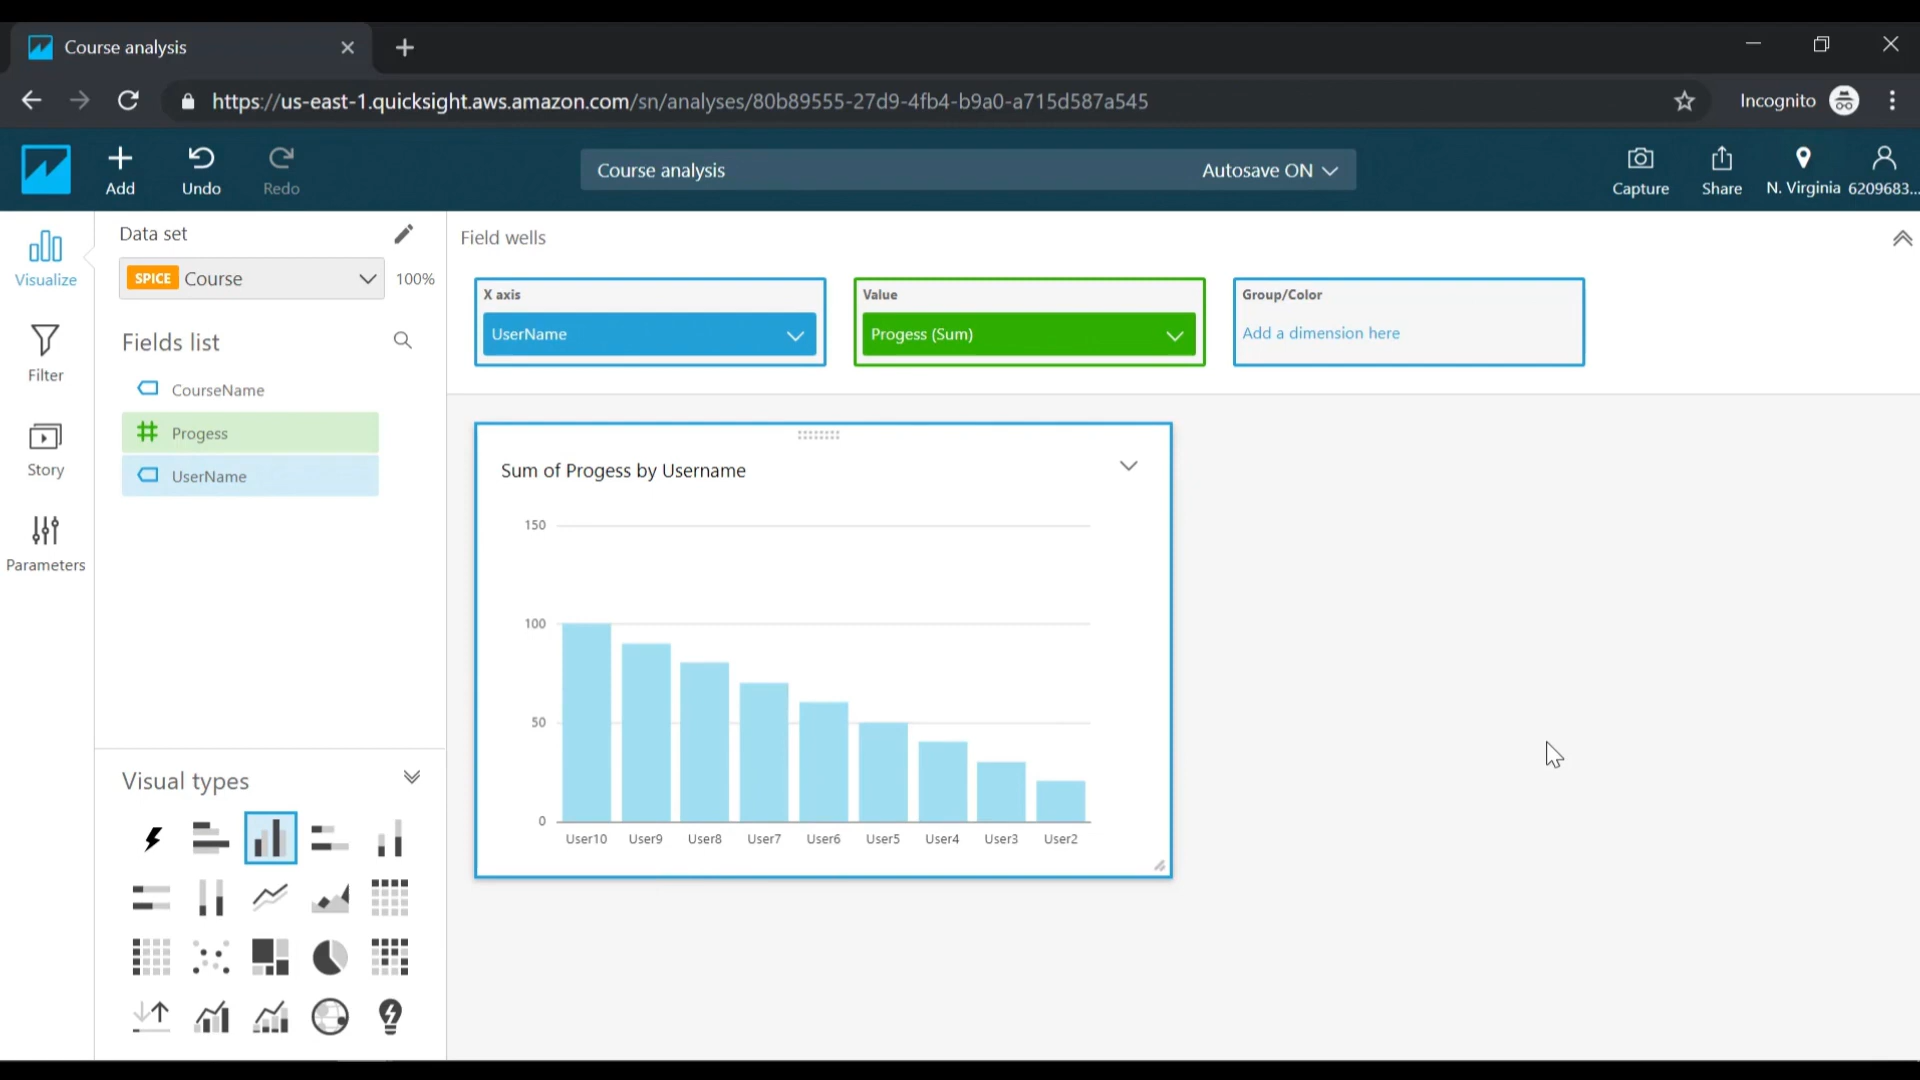 Course analysis
https://us-east-1.quicksight.aws.amazon.com/sn/analyses/80b89555-27d9-4fb4-b9a0-a715d587a545
Incognito
Add
Undo
Redo
Course analysis
Autosave ON
Capture
Share
N. Virginia
6209683...
Visualize
Filter
Story
Parameters
Data set
SPICE Course
100%
Fields list
CourseName
Progess
UserName
Visual types
Field wells
X axis
UserName
Value
Progess (Sum)
Group/Color
Add a dimension here
Sum of Progess by Username
150
100
50
0
User10 User9 User8 User7 User6 User5 User4 User3 User2